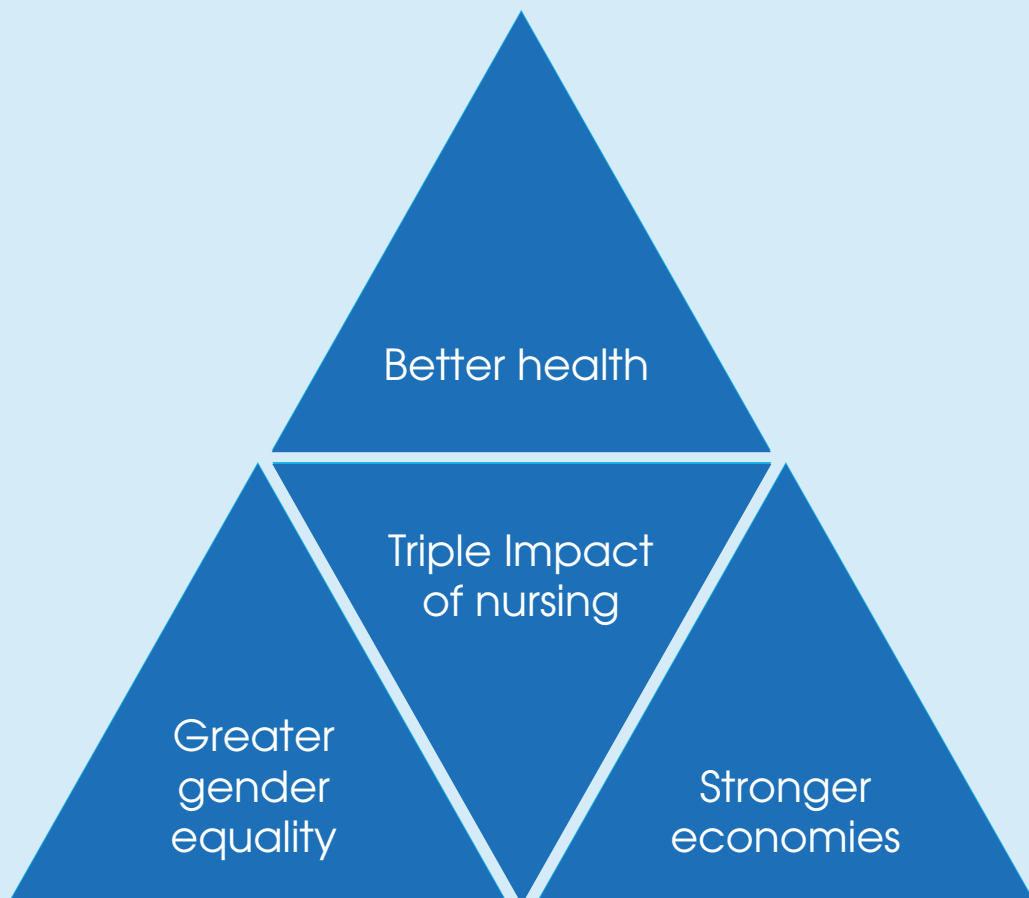 Better health
Triple Impact
of nursing
Greater
gender
equality
Stronger
economies